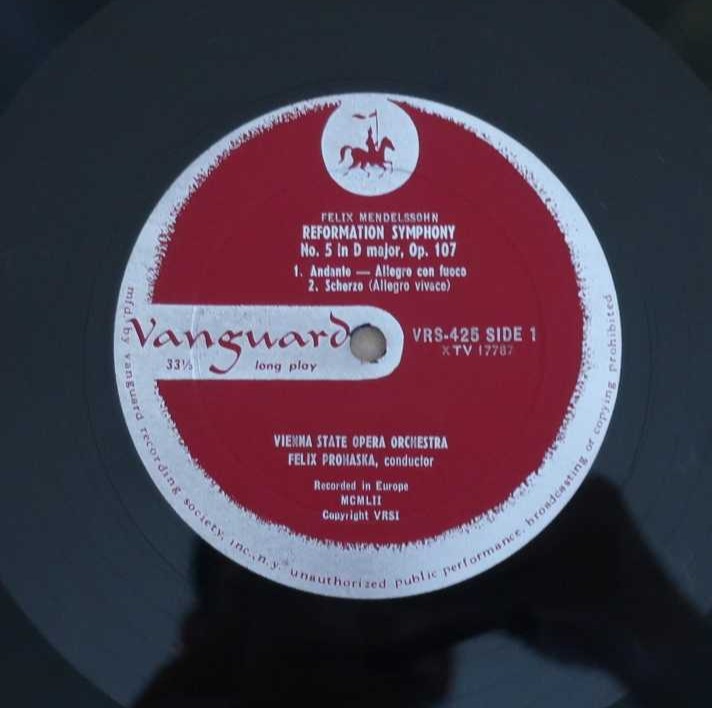 FELIX MENDELSSOHN
REFORMATION SYMPHONY
No. 5 in D major, Op. 107
1. Andante — Allegro con fuoco
2. Scherzo (Allegro vivace)
Vanguard
33⅓ long play
VRS-425 SIDE 1
XTV 17787
VIENNA STATE OPERA ORCHESTRA
FELIX PROHASKA, conductor
Recorded in Europe
MCMLII
Copyright VRSI
mfd. by vanguard recording society, inc., n.y. unauthorized public performance, broadcasting or copying prohibited